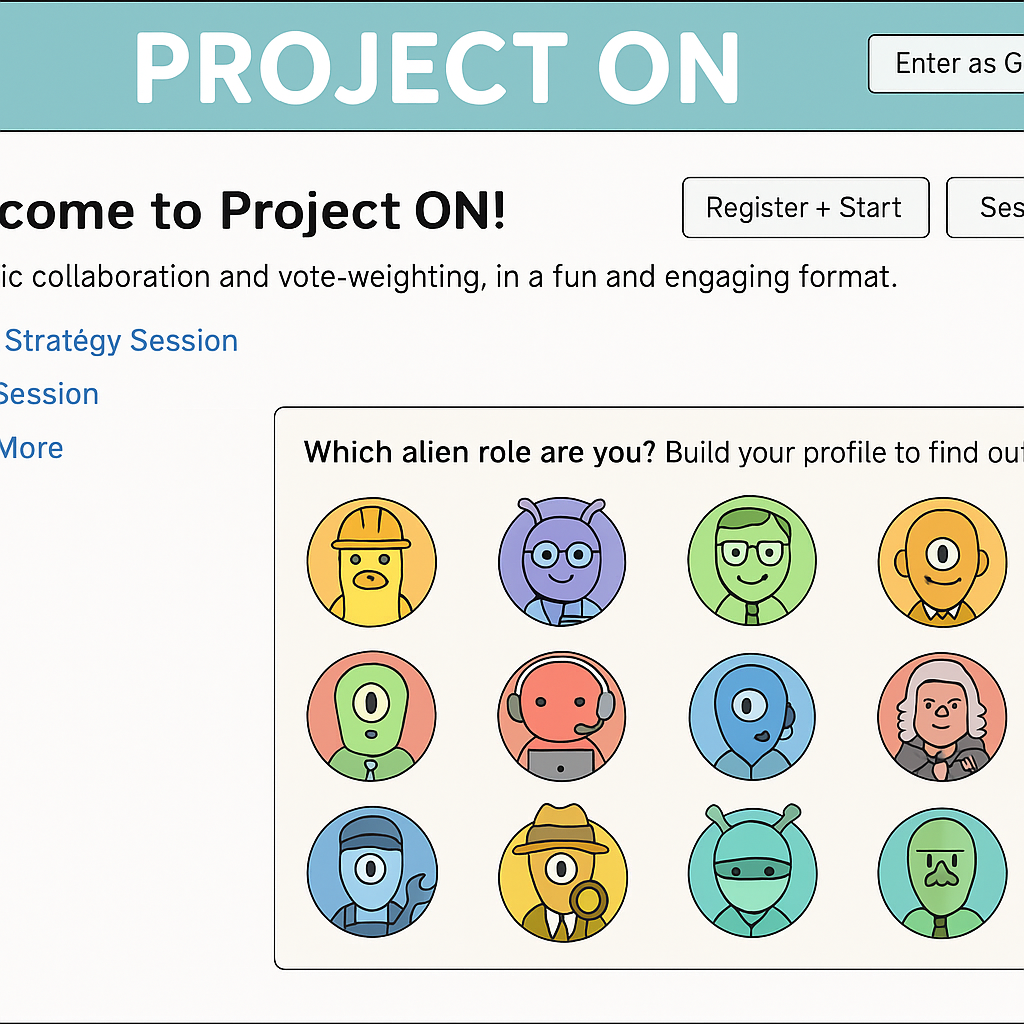 PROJECT ON
Enter as G
come to Project ON!
Register + Start
Ses
ic collaboration and vote-weighting, in a fun and engaging format.
Stratégy Session
Session
More
Which alien role are you? Build your profile to find out